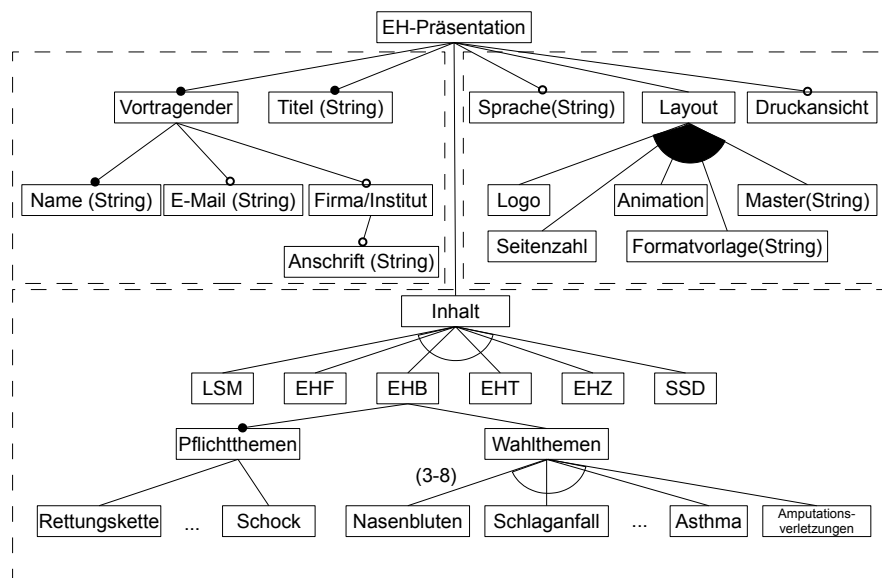 EH-Präsentation
Vortragender
Titel (String)
Sprache(String)
Layout
Druckansicht
Name (String)
E-Mail (String)
Firma/Institut
Logo
Animation
Master(String)
Anschrift (String)
Seitenzahl
Formatvorlage(String)
Inhalt
LSM
EHF
EHB
EHT
EHZ
SSD
Pflichtthemen
Wahlthemen
(3-8)
Rettungskette
...
Schock
Nasenbluten
Schlaganfall
...
Asthma
Amputations-
verletzungen